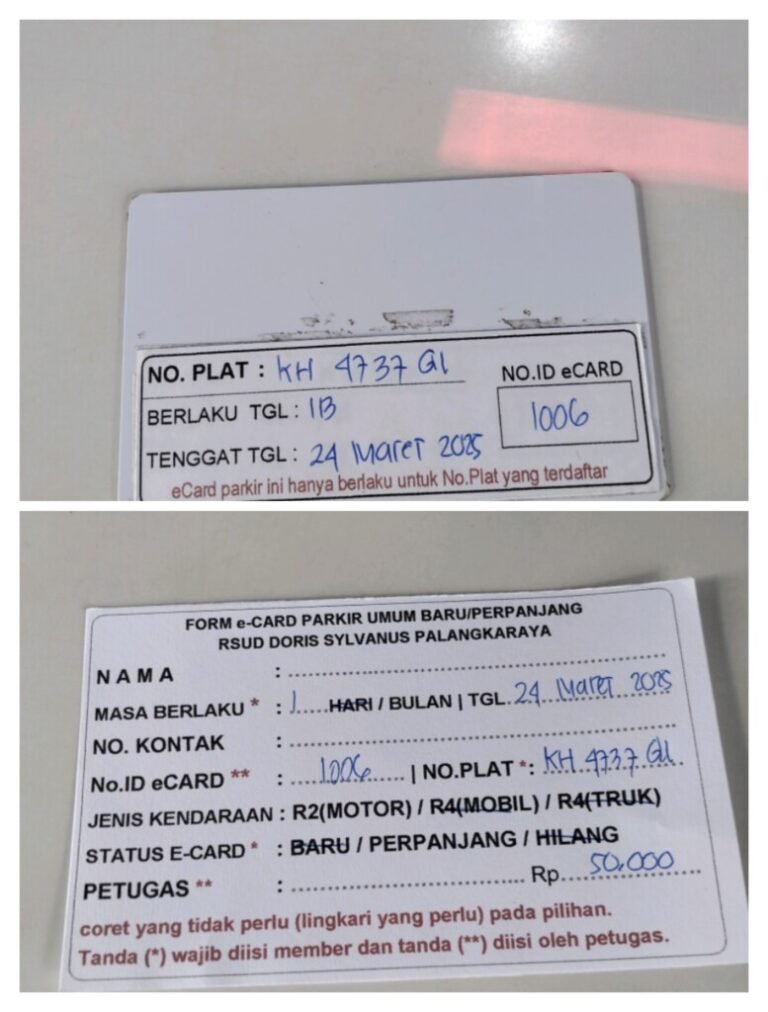 NO. PLAT : KH 4737 GU
NO.ID eCARD
BERLAKU TGL : 1B
1006
TENGGAT TGL : 24 Maret 2025
eCard parkir ini hanya berlaku untuk No.Plat yang terdaftar
FORM e-CARD PARKIR UMUM BARU/PERPANJANG
RSUD DORIS SYLVANUS PALANGKARAYA
NAMA : ........................
MASA BERLAKU * : 1 HARI / BULAN | TGL. 24 Maret 2025
NO. KONTAK : ........................
No.ID eCARD ** : 1006 | NO.PLAT *: KH 4737 GU
JENIS KENDARAAN : R2(MOTOR) / R4(MOBIL) / R4(TRUK)
STATUS E-CARD * : BARU / PERPANJANG / HILANG
PETUGAS ** : ........................ Rp. 50.000
coret yang tidak perlu (lingkari yang perlu) pada pilihan.
Tanda (*) wajib diisi member dan tanda (**) diisi oleh petugas.